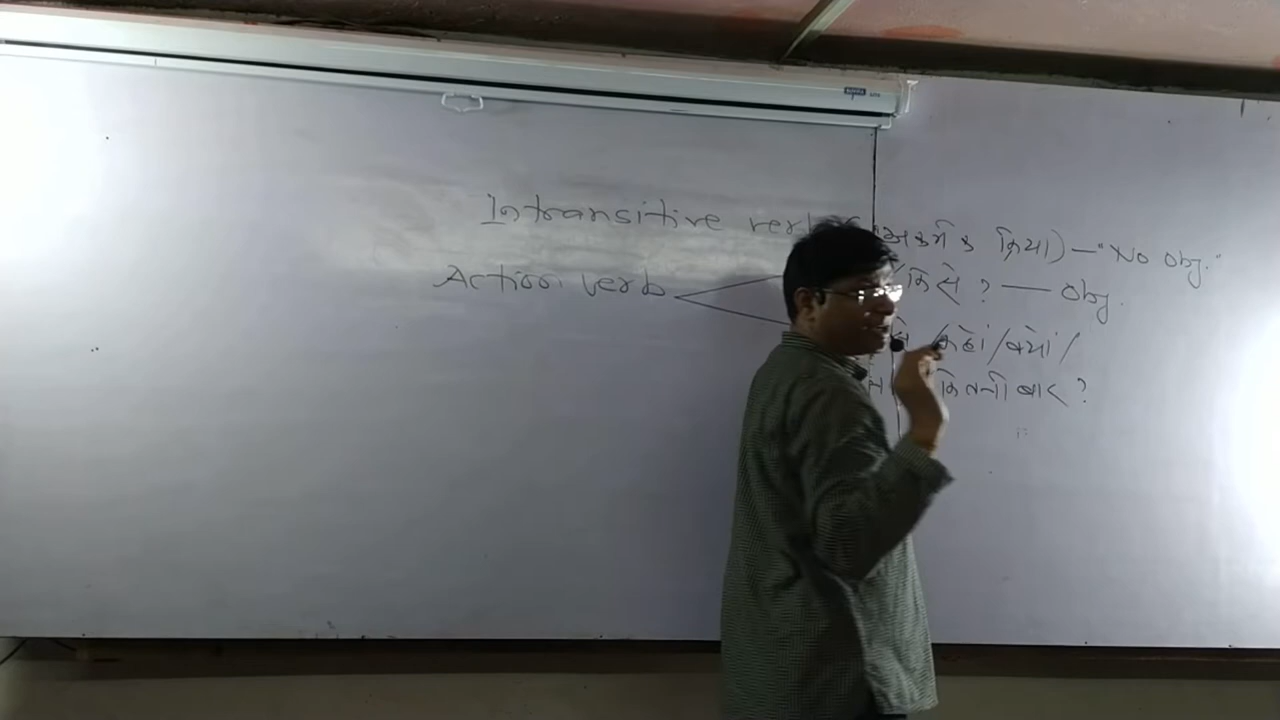 Intransitive verb (अकर्मक क्रिया) – "No Obj."
Action verb किसे ? — Obj.
/कहाँ/क्यों/
कितनी बार ?